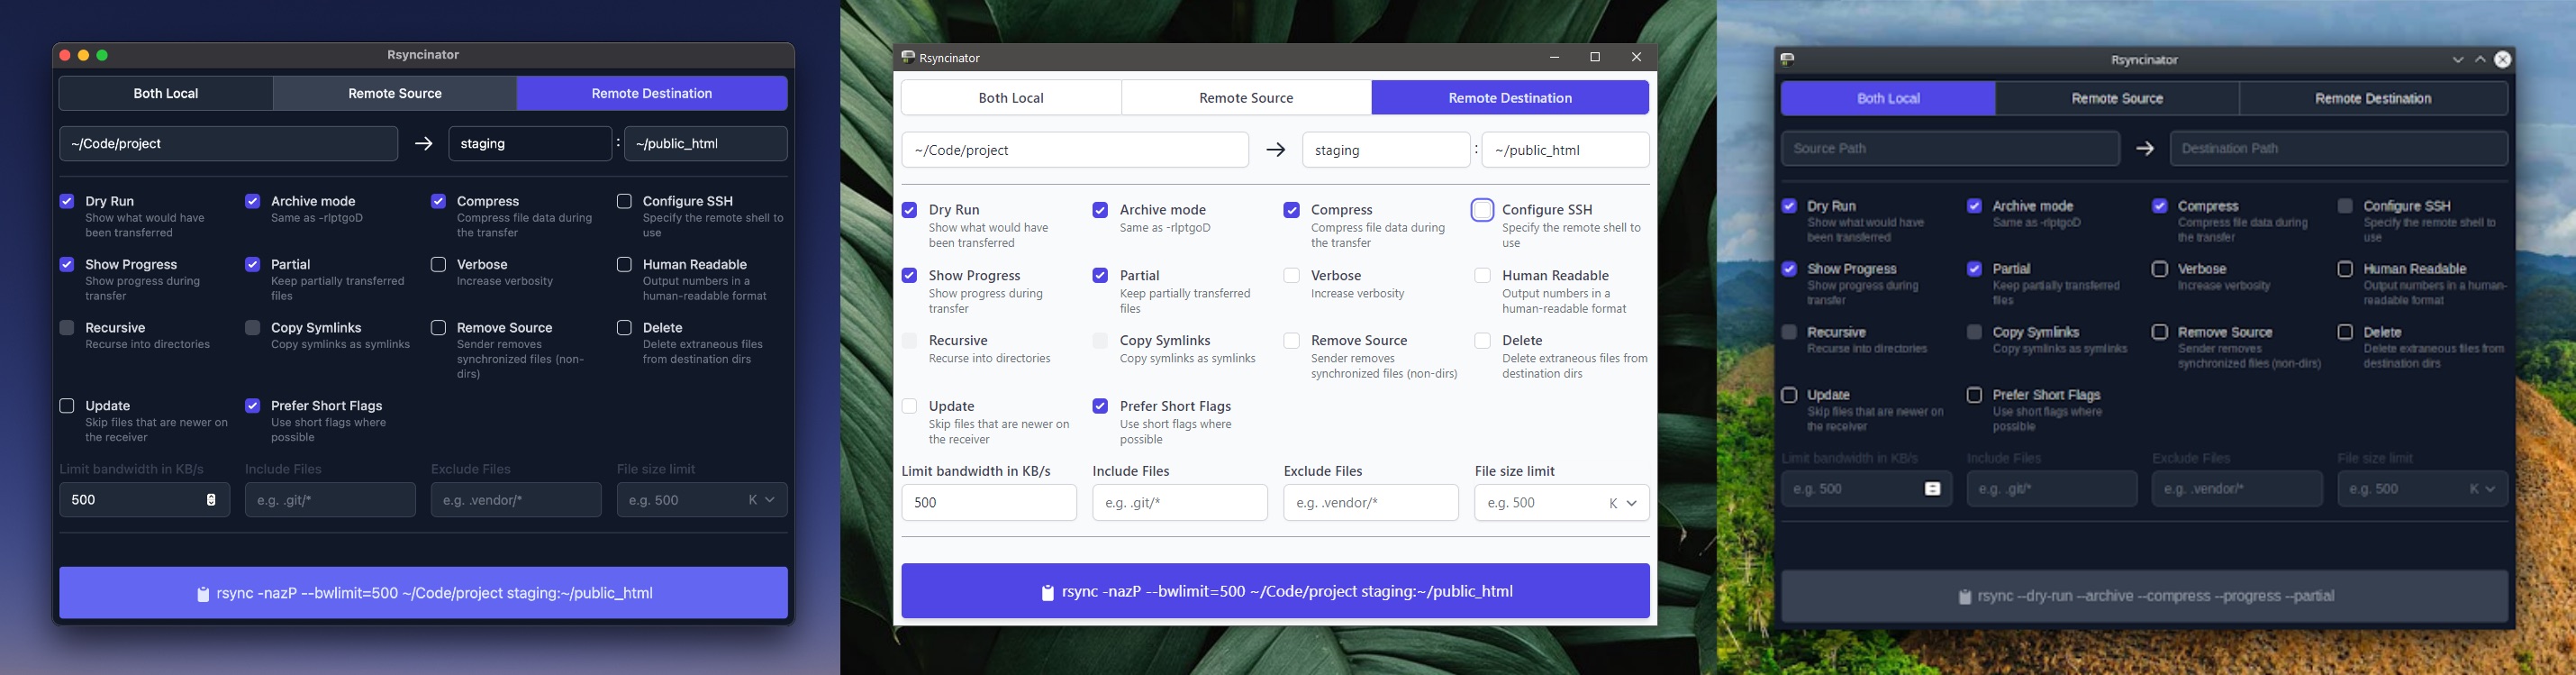 Rsyncinator
Both Local
Remote Source
Remote Destination
~/Code/project
→
staging
:
~/public_html
Dry Run
Show what would have
been transferred
Archive mode
Same as -rlptgoD
Compress
Compress file data during
the transfer
Configure SSH
Specify the remote shell to
use
Show Progress
Show progress during
transfer
Partial
Keep partially transferred
files
Verbose
Increase verbosity
Human Readable
Output numbers in a
human-readable format
Recursive
Recurse into directories
Copy Symlinks
Copy symlinks as symlinks
Remove Source
Sender removes
synchronized files (non-
dirs)
Delete
Delete extraneous files
from destination dirs
Update
Skip files that are newer on
the receiver
Prefer Short Flags
Use short flags where
possible
Limit bandwidth in KB/s
Include Files
Exclude Files
File size limit
500
e.g. .git/*
e.g. .vendor/*
e.g. 500
K
rsync -nazP --bwlimit=500 ~/Code/project staging:~/public_html
Rsyncinator
Both Local
Remote Source
Remote Destination
~/Code/project
→
staging
:
~/public_html
Dry Run
Show what would have
been transferred
Archive mode
Same as -rlptgoD
Compress
Compress file data during
the transfer
Configure SSH
Specify the remote shell to
use
Show Progress
Show progress during
transfer
Partial
Keep partially transferred
files
Verbose
Increase verbosity
Human Readable
Output numbers in a
human-readable format
Recursive
Recurse into directories
Copy Symlinks
Copy symlinks as symlinks
Remove Source
Sender removes
synchronized files (non-dirs)
Delete
Delete extraneous files from
destination dirs
Update
Skip files that are newer on
the receiver
Prefer Short Flags
Use short flags where
possible
Limit bandwidth in KB/s
Include Files
Exclude Files
File size limit
500
e.g. .git/*
e.g. .vendor/*
e.g. 500
K
rsync -nazP --bwlimit=500 ~/Code/project staging:~/public_html
Rsyncinator
Both Local
Remote Source
Remote Destination
Source Path
→
Destination Path
Dry Run
Show what would have
been transferred
Archive mode
Same as -rlptgoD
Compress
Compress file data during
the transfer
Configure SSH
Specify the remote shell to
use
Show Progress
Show progress during
transfer
Partial
Keep partially transferred
files
Verbose
Increase verbosity
Human Readable
Output numbers in a human-
readable format
Recursive
Recurse into directories
Copy Symlinks
Copy symlinks as symlinks
Remove Source
Sender removes
synchronized files (non-dirs)
Delete
Delete extraneous files from
destination dirs
Update
Skip files that are newer on
the receiver
Prefer Short Flags
Use short flags where
possible
Limit bandwidth in KB/s
Include Files
Exclude Files
File size limit
e.g. 500
e.g. .git/*
e.g. .vendor/*
e.g. 500
K
rsync --dry-run --archive --compress --progress --partial